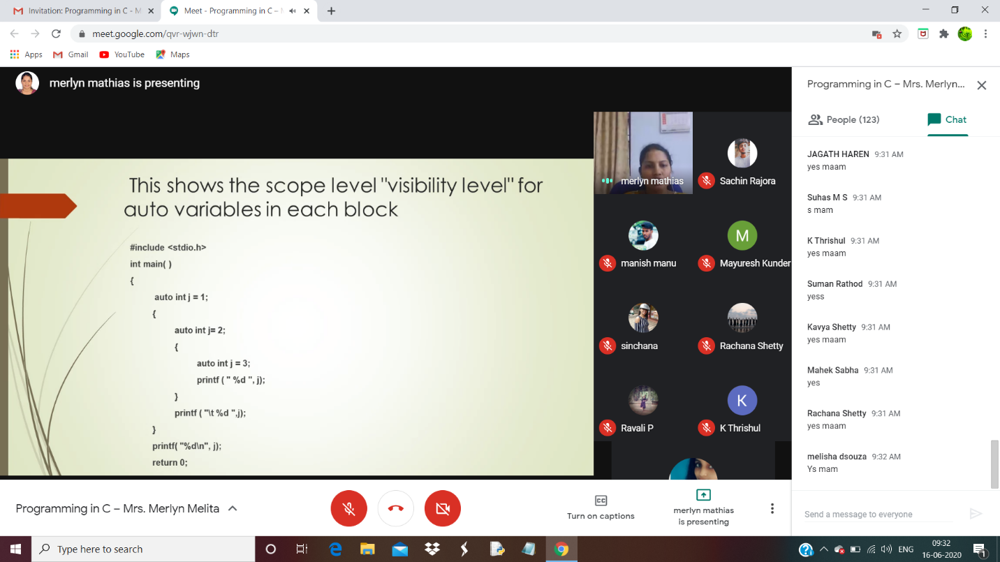 Invitation: Programming in C - M
Meet - Programming in C –
meet.google.com/qvr-wjwn-dtr
Apps
Gmail
YouTube
Maps
merlyn mathias is presenting
This shows the scope level "visibility level" for
auto variables in each block
#include <stdio.h>
int main( )
{
auto int j = 1;
{
auto int j= 2;
{
auto int j = 3;
printf ( " %d ", j);
}
printf ( "\t %d ",j);
}
printf( "%d\n", j);
return 0;
merlyn mathias
Sachin Rajora
manish manu
M
Mayuresh Kunder
sinchana
Rachana Shetty
Ravali P
K
K Thrishul
Programming in C – Mrs. Merlyn...
People (123)
Chat
JAGATH HAREN 9:31 AM
yes maam
Suhas M S 9:31 AM
s mam
K Thrishul 9:31 AM
yes maam
Suman Rathod 9:31 AM
yess
Kavya Shetty 9:31 AM
yes maam
Mahek Sabha 9:31 AM
yes
Rachana Shetty 9:31 AM
yes maam
melisha dsouza 9:32 AM
Ys mam
Send a message to everyone
Programming in C – Mrs. Merlyn Melita
CC
Turn on captions
merlyn mathias
is presenting
Type here to search
ENG
09:32
16-06-2020
1